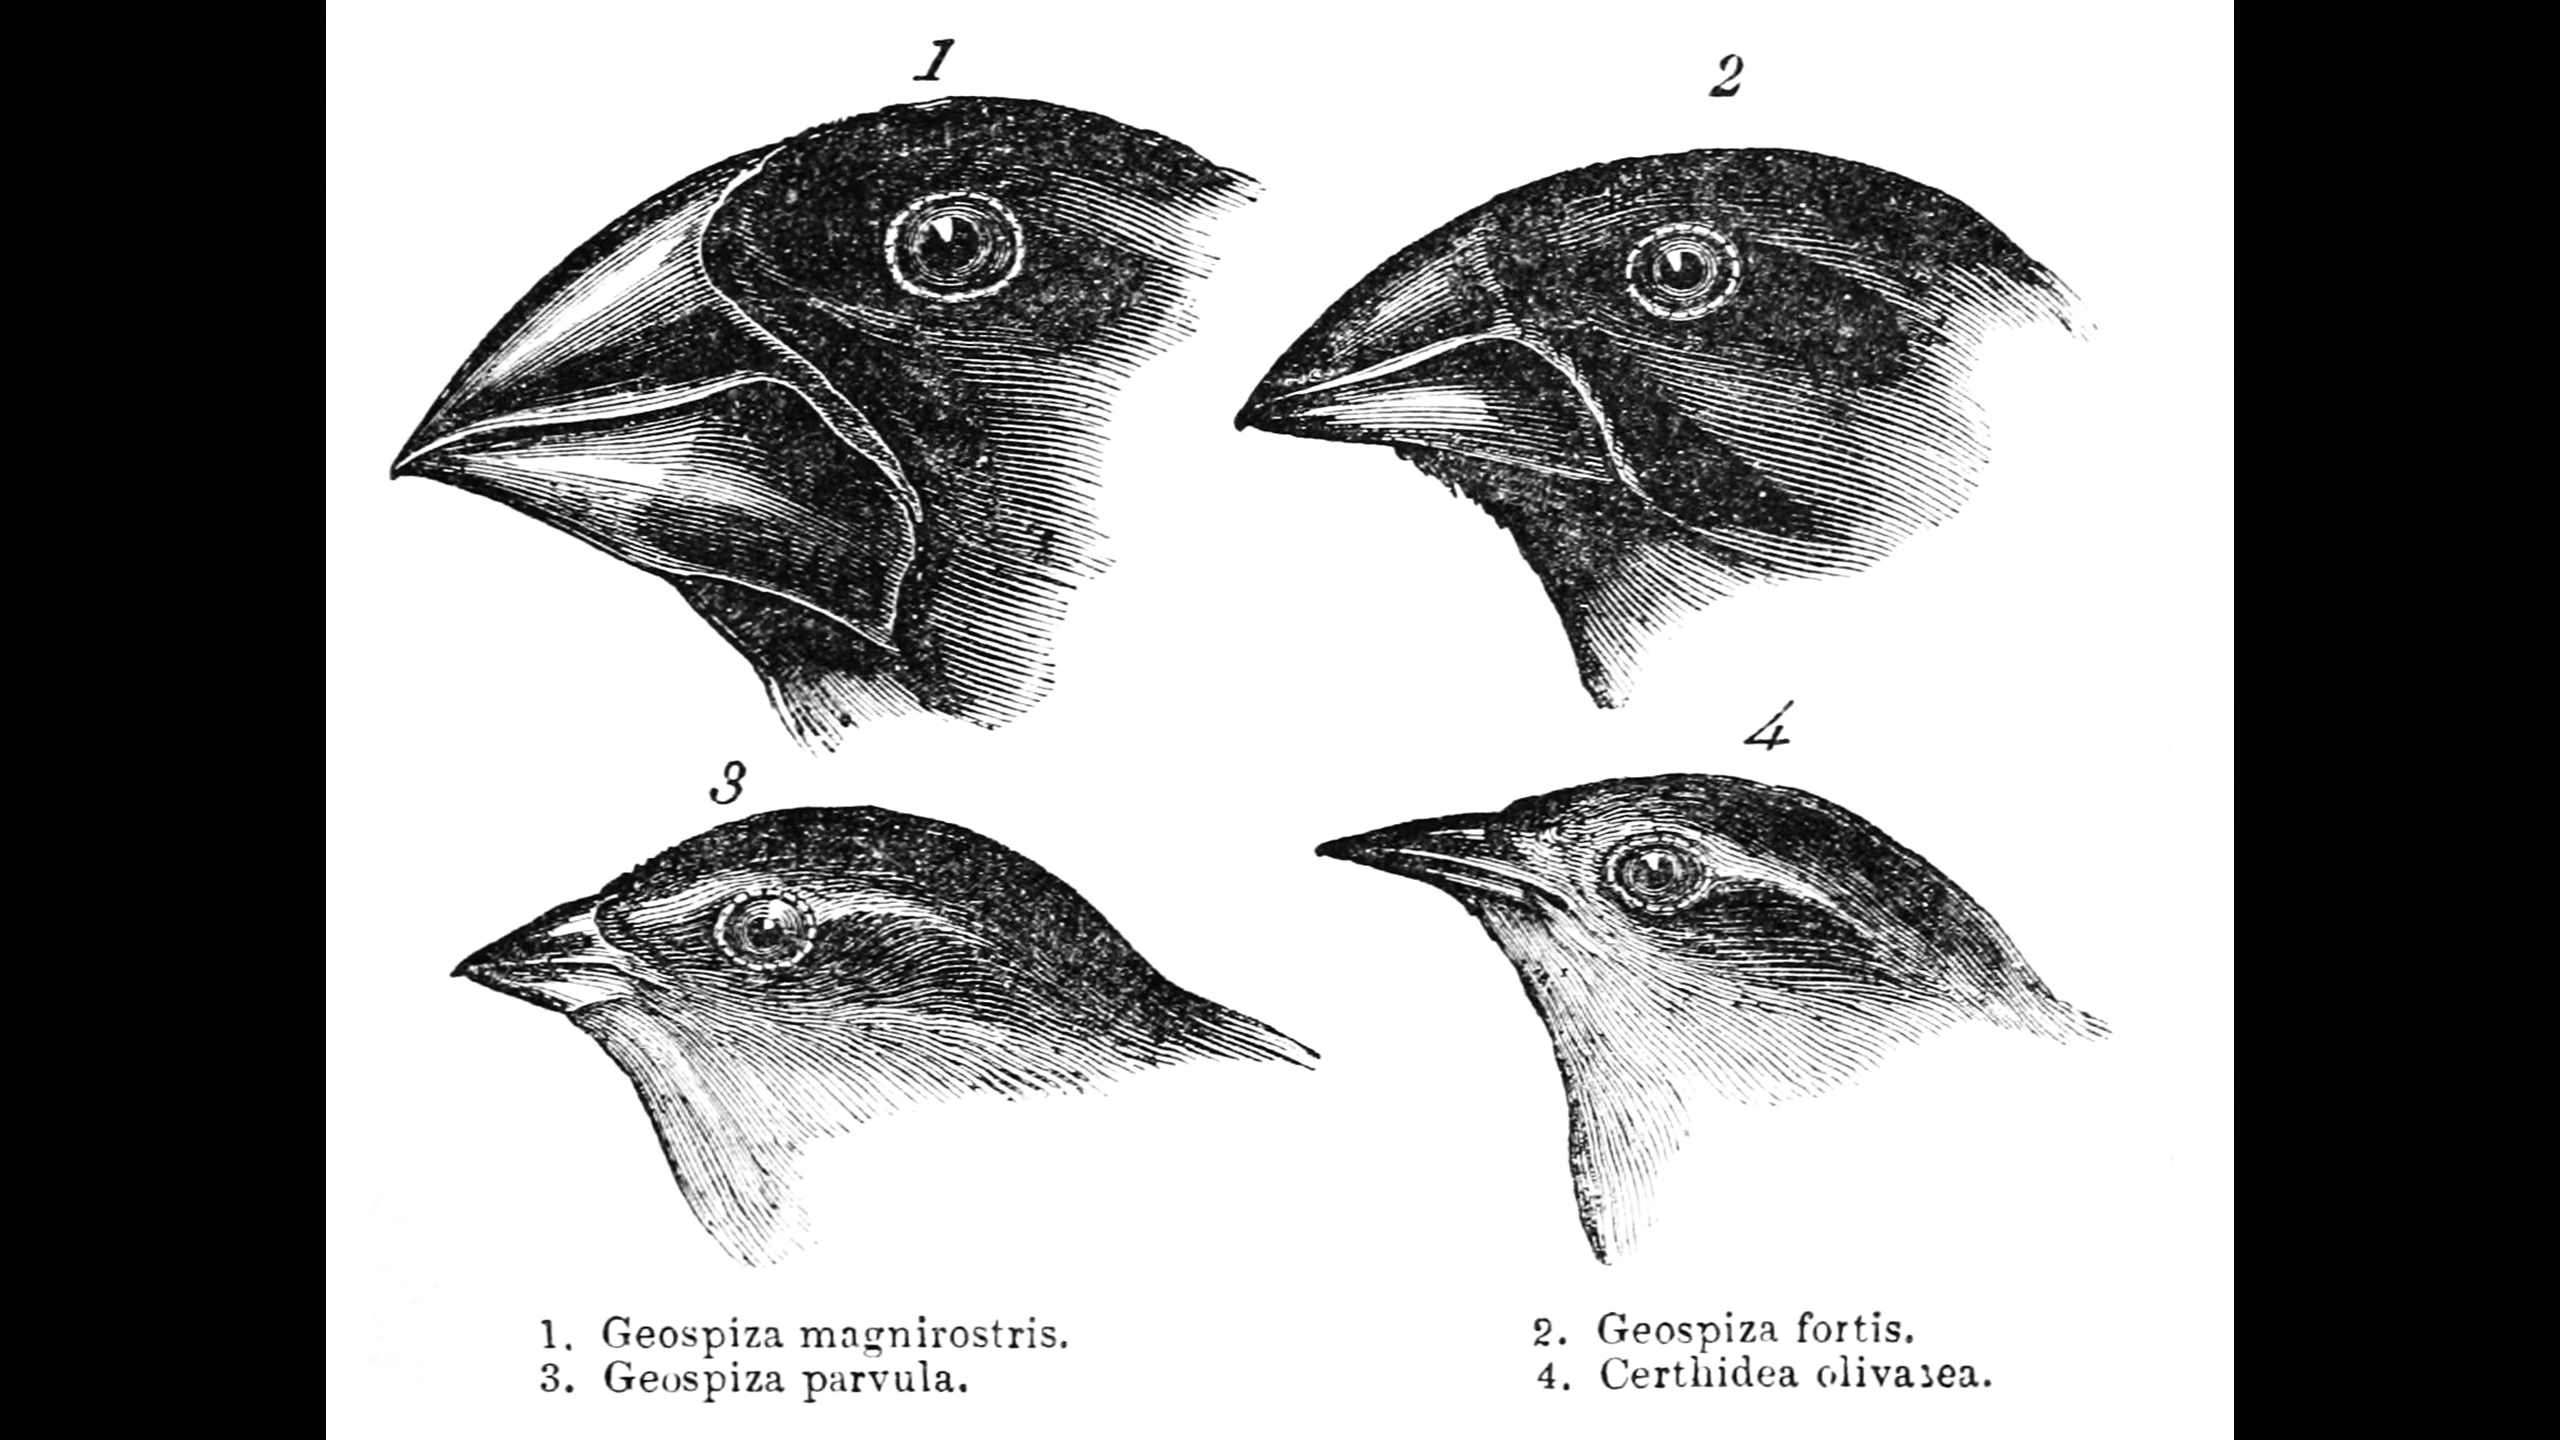 1
2
3
4
1. Geospiza magnirostris.
2. Geospiza fortis.
3. Geospiza parvula.
4. Certhidea olivasea.